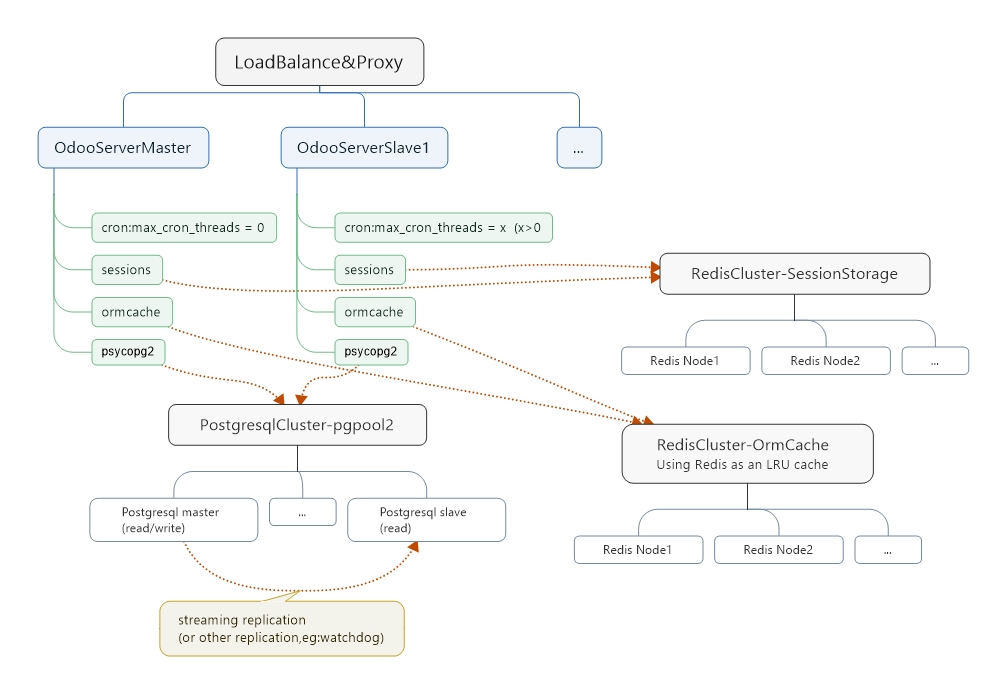 LoadBalance&Proxy
OdooServerMaster
OdooServerSlave1
...
cron:max_cron_threads = 0
sessions
ormcache
psycopg2
cron:max_cron_threads = x  (x>0
sessions
ormcache
psycopg2
RedisCluster-SessionStorage
Redis Node1
Redis Node2
...
PostgresqlCluster-pgpool2
Postgresql master
(read/write)
...
Postgresql slave
(read)
RedisCluster-OrmCache
Using Redis as an LRU cache
Redis Node1
Redis Node2
...
streaming replication
(or other replication,eg:watchdog)